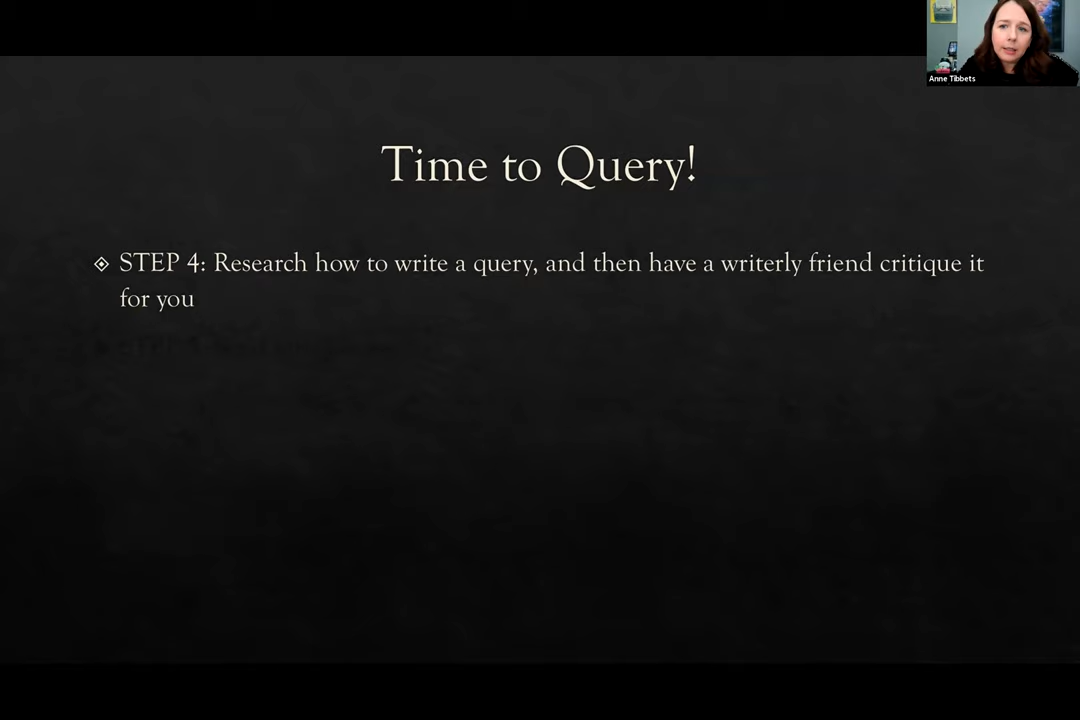 Anne Tibbets
Time to Query!
STEP 4: Research how to write a query, and then have a writerly friend critique it
for you